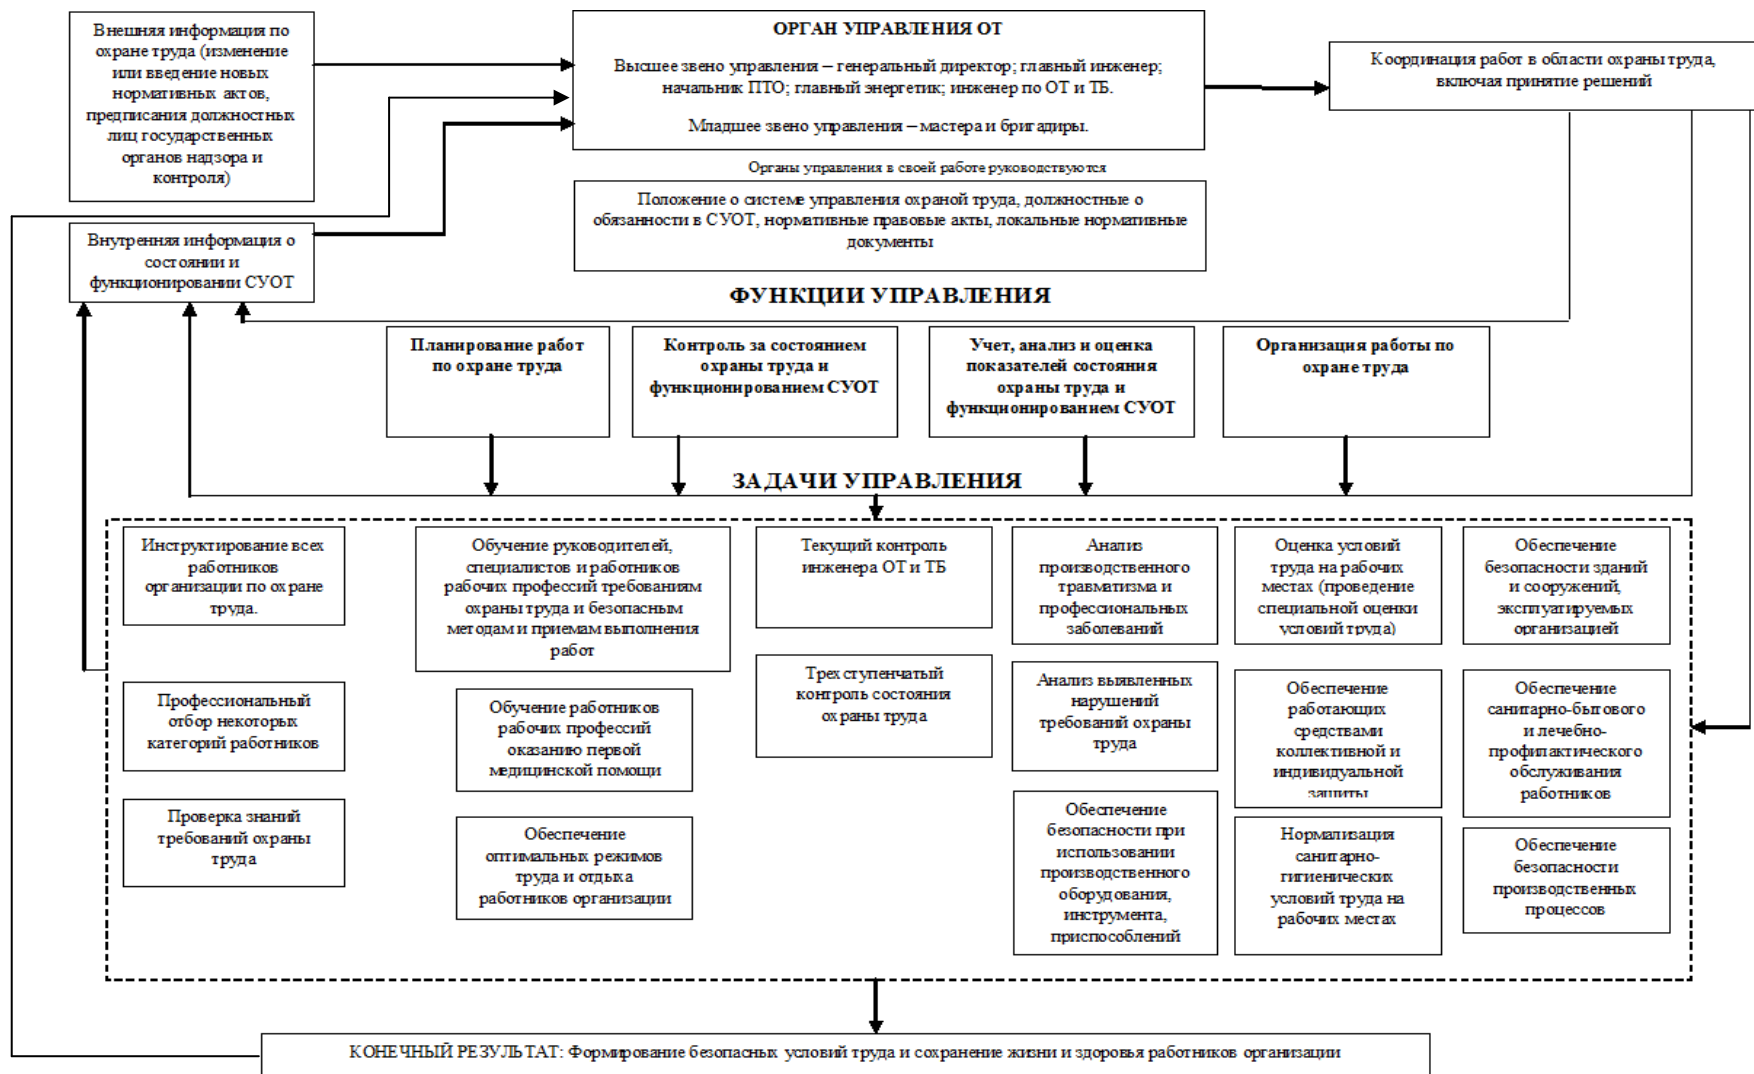 Внешняя информация по
охране труда (изменение
или введение новых
нормативных актов,
предписания должностных
лиц государственных
органов надзора и
контроля)
ОРГАН УПРАВЛЕНИЯ ОТ
Высшее звено управления – генеральный директор; главный инженер;
начальник ПТО; главный энергетик; инженер по ОТ и ТБ.
Младшее звено управления – мастера и бригадиры.
Координация работ в области охраны труда,
включая принятие решений
Органы управления в своей работе руководствуются
Положение о системе управления охраной труда, должностные о
обязанности в СУОТ, нормативные правовые акты, локальные нормативные
документы
Внутренняя информация о
состоянии и
функционировании СУОТ
ФУНКЦИИ УПРАВЛЕНИЯ
Планирование работ
по охране труда
Контроль за состоянием
охраны труда и
функционированием СУОТ
Учет, анализ и оценка
показателей состояния
охраны труда и
функционированием СУОТ
Организация работы по
охране труда
ЗАДАЧИ УПРАВЛЕНИЯ
Инструктирование всех
работников
организации по охране
труда.
Обучение руководителей,
специалистов и работников
рабочих профессий требованиям
охраны труда и безопасным
методам и приемам выполнения
работ
Текущий контроль
инженера ОТ и ТБ
Анализ
производственного
травматизма и
профессиональных
заболеваний
Оценка условий
труда на рабочих
местах (проведение
специальной оценки
условий труда)
Обеспечение
безопасности зданий
и сооружений,
эксплуатируемых
организацией
Профессиональный
отбор некоторых
категорий работников
Обучение работников
рабочих профессий
оказанию первой
медицинской помощи
Трех ступенчатый
контроль состояния
охраны труда
Анализ выявленных
нарушений
требований охраны
труда
Обеспечение
работающих
средствами
коллективной и
индивидуальной
защиты
Обеспечение
санитарно-бытового
и лечебно-
профилактического
обслуживания
работников
Проверка знаний
требований охраны
труда
Обеспечение
оптимальных режимов
труда и отдыха
работников организации
Обеспечение
безопасности при
использовании
производственного
оборудования,
инструмента,
приспособлений
Нормализация
санитарно-
гигиенических
условий труда на
рабочих местах
Обеспечение
безопасности
производственных
процессов
КОНЕЧНЫЙ РЕЗУЛЬТАТ: Формирование безопасных условий труда и сохранение жизни и здоровья работников организации